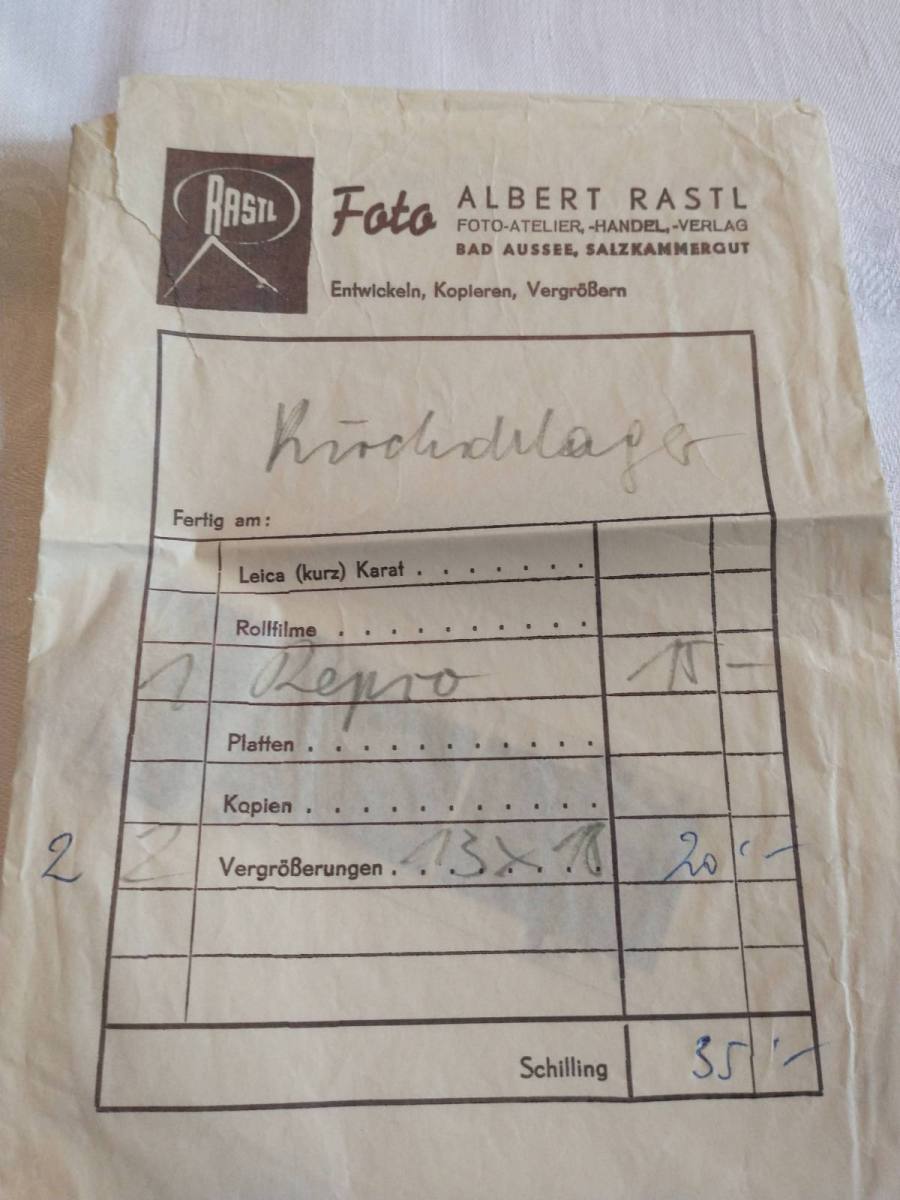 RASTL
Foto
ALBERT RASTL
FOTO-ATELIER, -HANDEL, -VERLAG
BAD AUSSEE, SALZKAMMERGUT
Entwickeln, Kopieren, Vergrößern
Kirchschlager
Fertig am:
Leica (kurz) Karat . . . . . . .
Rollfilme . . . . . . . . . .
1 Repro 15 -
Platten . . . . . . . . . . .
Kopien . . . . . . . . . . .
2 2 Vergrößerungen . . . . . . . . 13 x 18 20 '-
Schilling 35 '-